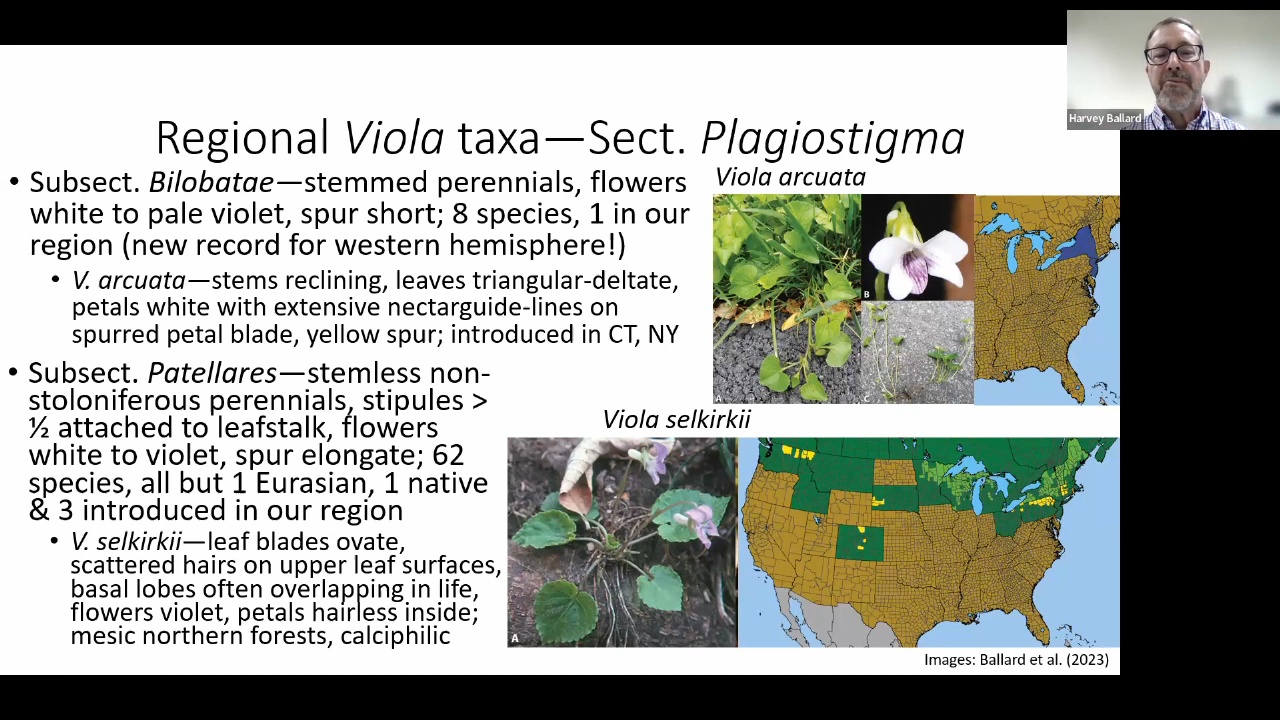 Harvey Ballard
Regional Viola taxa—Sect. Plagiostigma
• Subsect. Bilobatae—stemmed perennials, flowers
white to pale violet, spur short; 8 species, 1 in our
region (new record for western hemisphere!)
• V. arcuata—stems reclining, leaves triangular-deltate,
petals white with extensive nectarguide-lines on
spurred petal blade, yellow spur; introduced in CT, NY
• Subsect. Patellares—stemless non-
stoloniferous perennials, stipules >
½ attached to leafstalk, flowers
white to violet, spur elongate; 62
species, all but 1 Eurasian, 1 native
& 3 introduced in our region
• V. selkirkii—leaf blades ovate,
scattered hairs on upper leaf surfaces,
basal lobes often overlapping in life,
flowers violet, petals hairless inside;
mesic northern forests, calciphilic
Viola arcuata
A
B
C
Viola selkirkii
A
Images: Ballard et al. (2023)